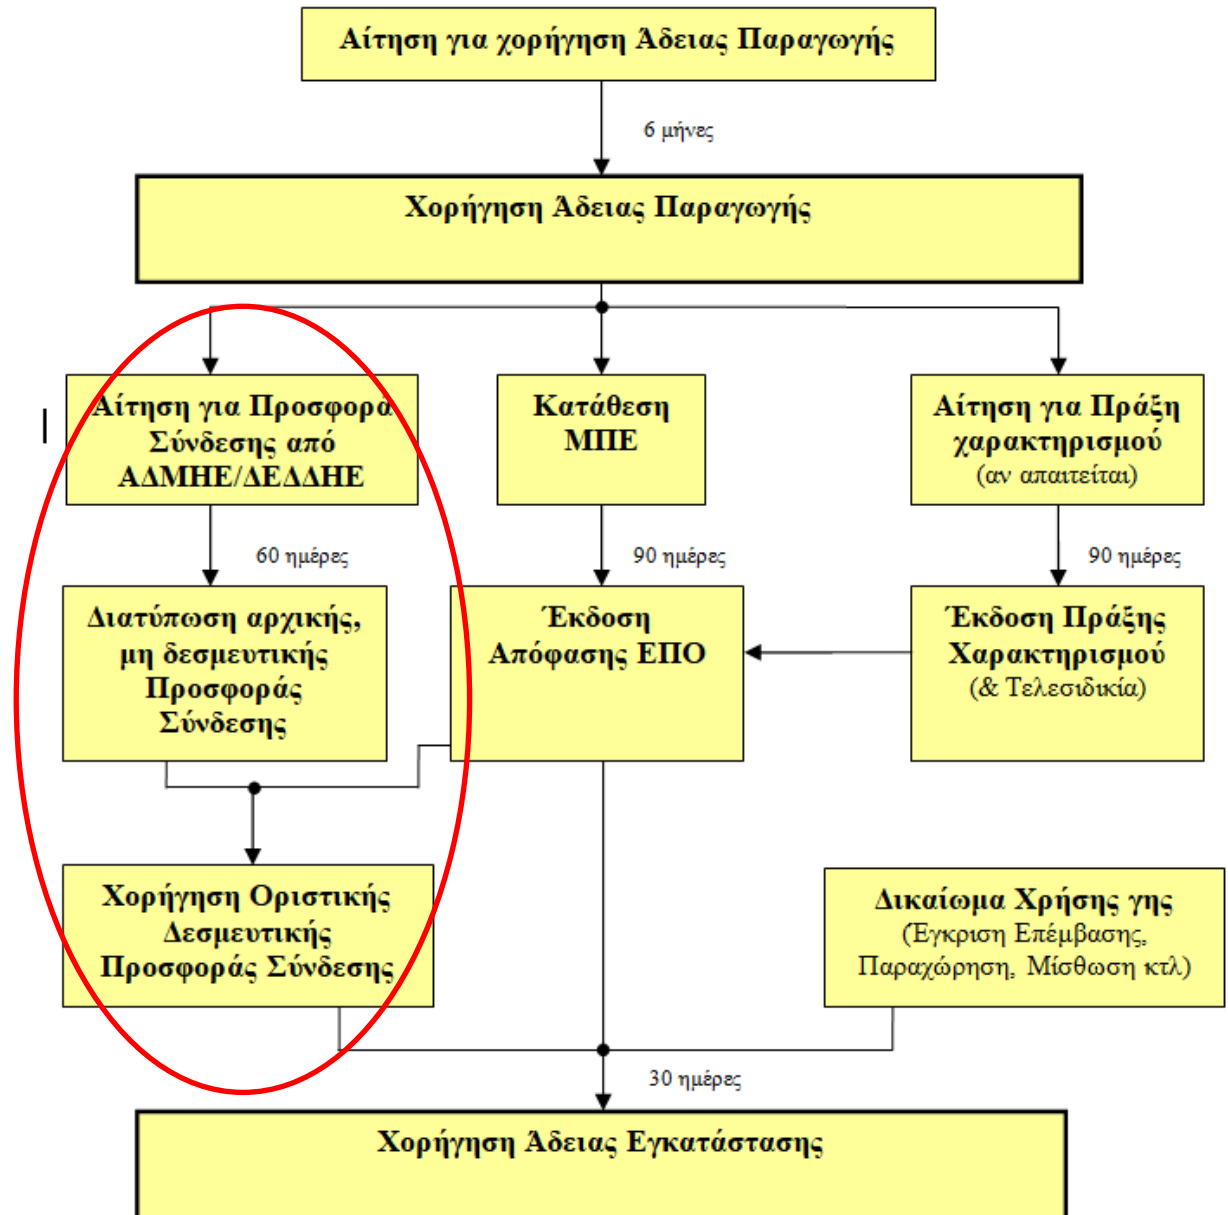 Αίτηση για χορήγηση Άδειας Παραγωγής
6 μήνες
Χορήγηση Άδειας Παραγωγής
Αίτηση για Προσφορά
Σύνδεσης από
ΑΔΜΗΕ/ΔΕΔΔΗΕ
Κατάθεση
ΜΠΕ
Αίτηση για Πράξη
χαρακτηρισμού
(αν απαιτείται)
60 ημέρες
90 ημέρες
90 ημέρες
Διατύπωση αρχικής,
μη δεσμευτικής
Προσφοράς
Σύνδεσης
Έκδοση
Απόφασης ΕΠΟ
Έκδοση Πράξης
Χαρακτηρισμού
(& Τελεσιδικία)
Χορήγηση Οριστικής
Δεσμευτικής
Προσφοράς Σύνδεσης
Δικαίωμα Χρήσης γης
(Έγκριση Επέμβασης,
Παραχώρηση, Μίσθωση κτλ)
30 ημέρες
Χορήγηση Άδειας Εγκατάστασης